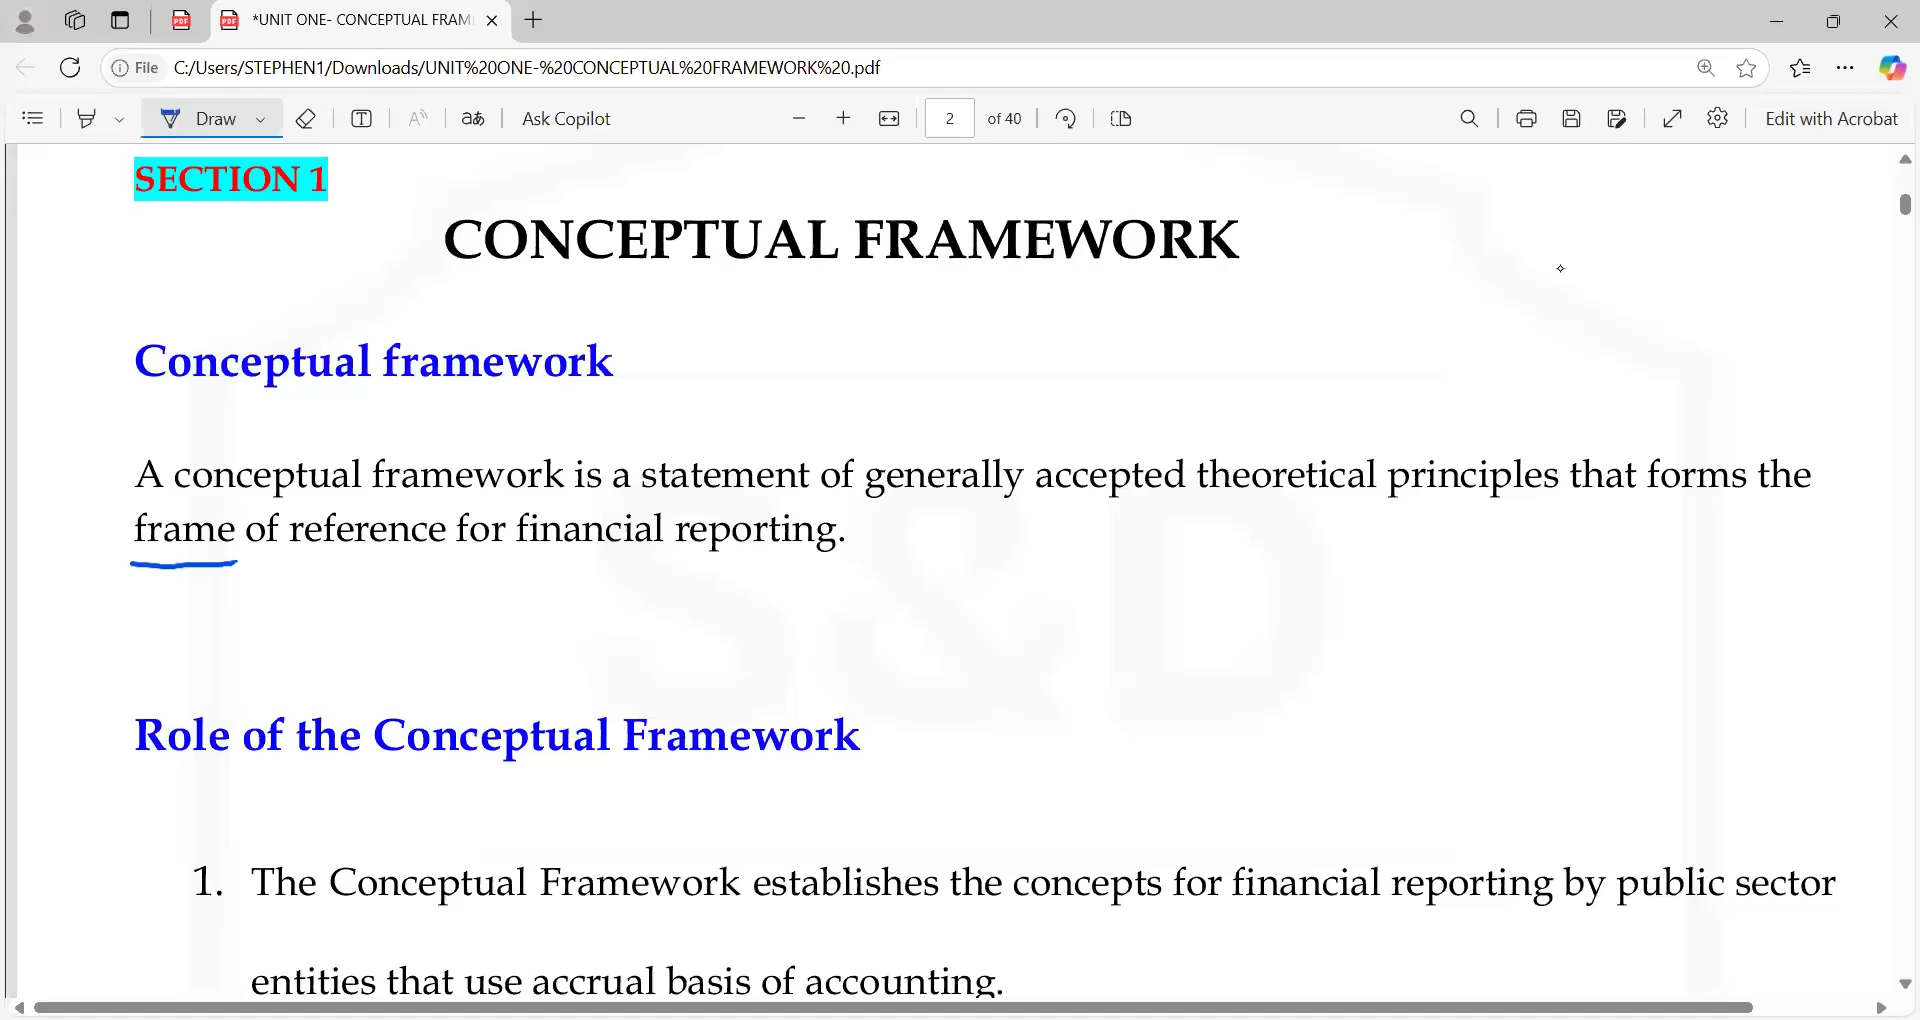 *UNIT ONE- CONCEPTUAL FRAM
File C:/Users/STEPHEN1/Downloads/UNIT%20ONE-%20CONCEPTUAL%20FRAMEWORK%20.pdf
Draw aあ Ask Copilot 2 of 40 Edit with Acrobat
SECTION 1
CONCEPTUAL FRAMEWORK
Conceptual framework
A conceptual framework is a statement of generally accepted theoretical principles that forms the
frame of reference for financial reporting.
S&D
Role of the Conceptual Framework
1. The Conceptual Framework establishes the concepts for financial reporting by public sector
entities that use accrual basis of accounting.